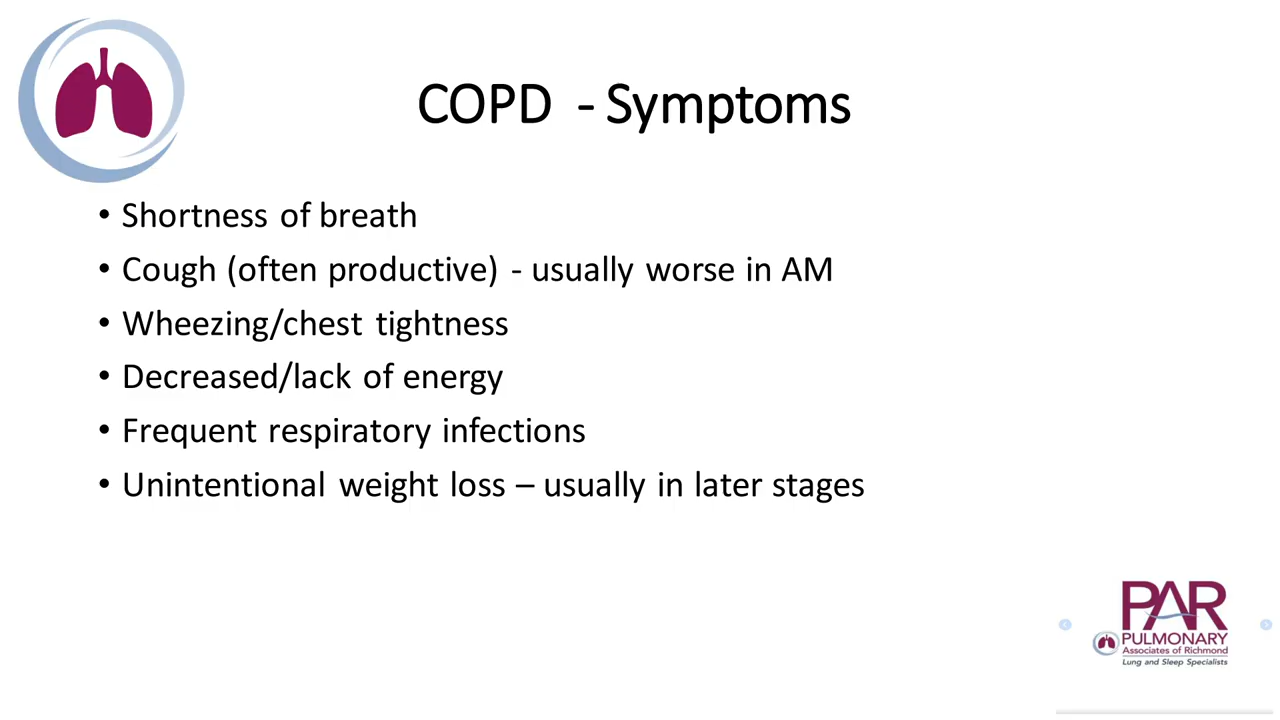 COPD - Symptoms
• Shortness of breath
• Cough (often productive) - usually worse in AM
• Wheezing/chest tightness
• Decreased/lack of energy
• Frequent respiratory infections
• Unintentional weight loss – usually in later stages
PAR
PULMONARY
Associates of Richmond
Lung and Sleep Specialists